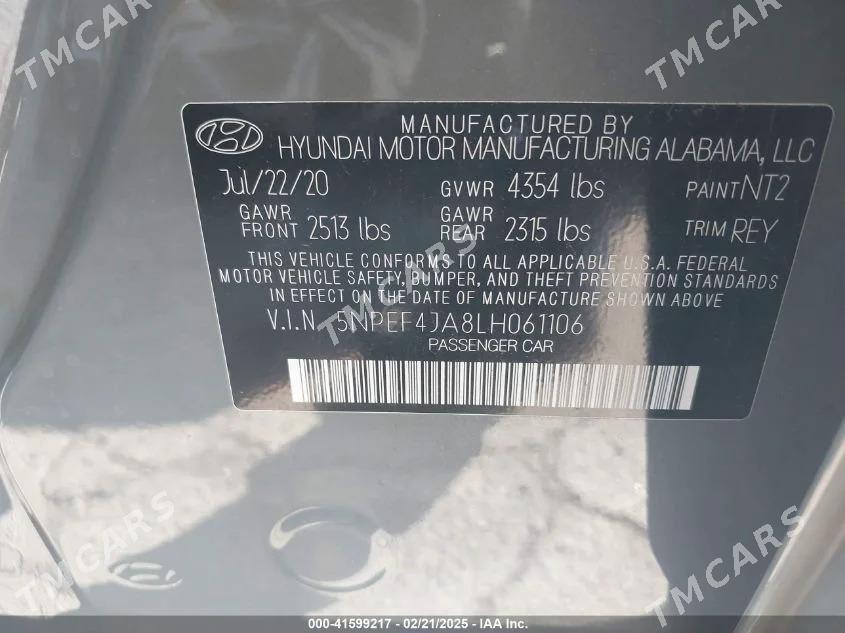 TMCARS
TMCARS
TMCARS
MANUFACTURED BY
HYUNDAI MOTOR MANUFACTURING ALABAMA, LLC
Jul/22/20 GVWR 4354 lbs PAINT NT2
GAWR FRONT 2513 lbs GAWR REAR 2315 lbs TRIM REY
THIS VEHICLE CONFORMS TO ALL APPLICABLE U.S.A. FEDERAL
MOTOR VEHICLE SAFETY, BUMPER, AND THEFT PREVENTION STANDARDS
IN EFFECT ON THE DATE OF MANUFACTURE SHOWN ABOVE
V.I.N. 5NPEF4JA8LH061106
PASSENGER CAR
TMCARS
TMCARS
TMCARS
TMCARS
000-41599217 - 02/21/2025 - IAA Inc.